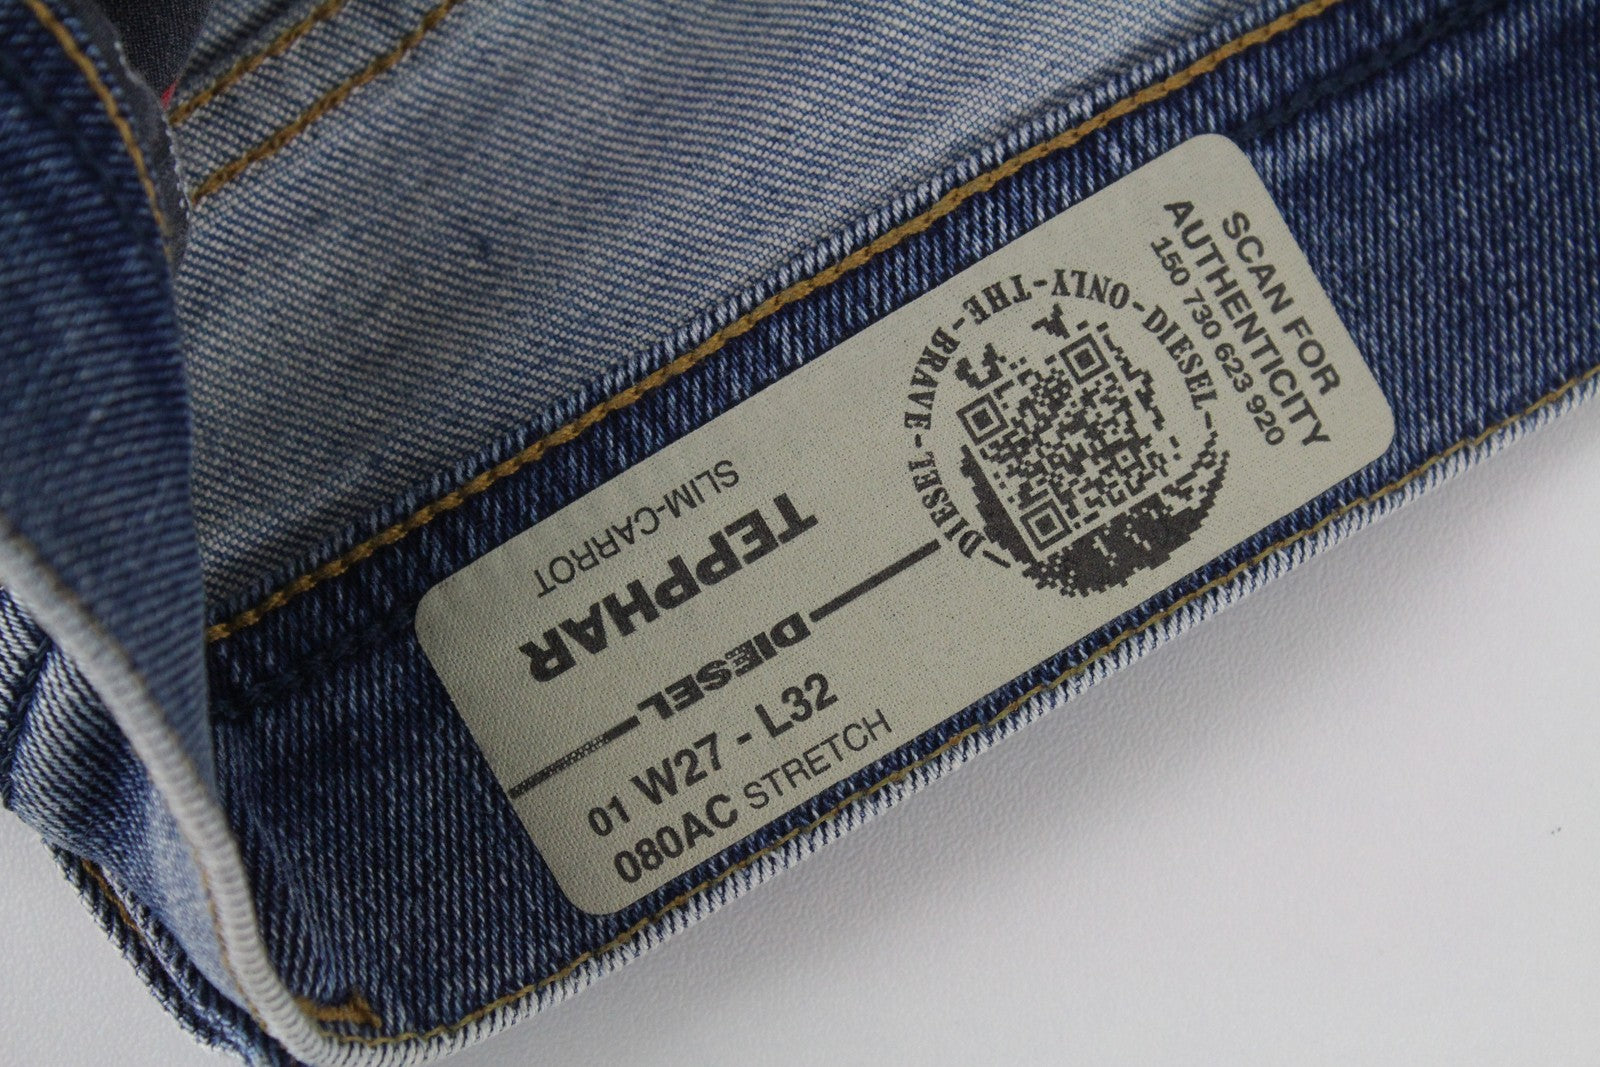 SCAN FOR
AUTHENTICITY
150 730 623 920
DIESEL-ONLY-THE-BRAVE-DIESEL
SLIM-CARROT
TEPPHAR
DIESEL
01 W27 - L32
080AC STRETCH